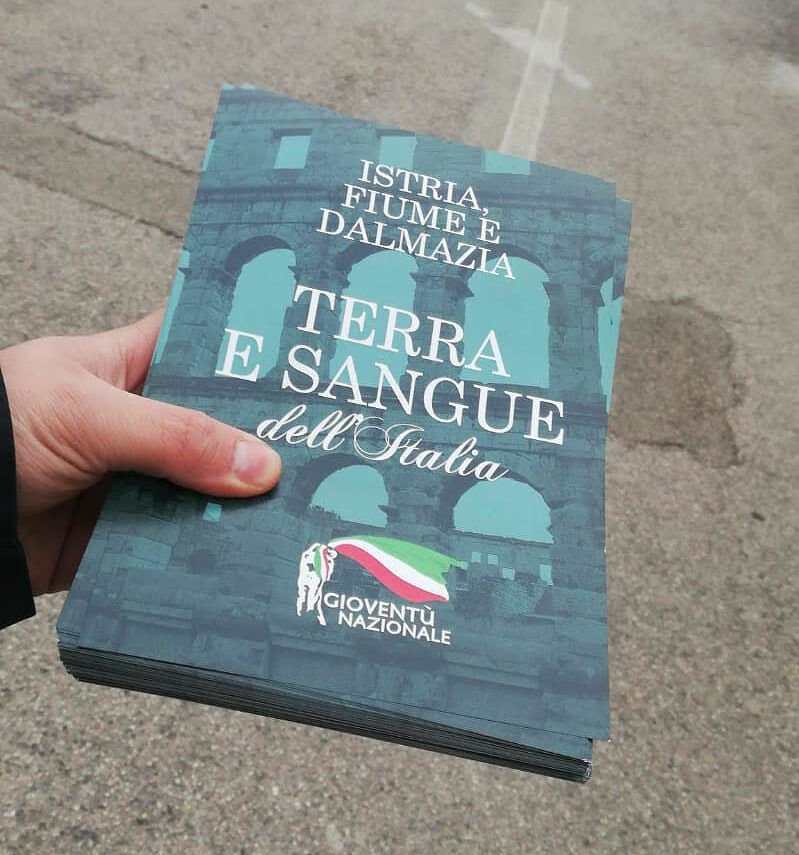 ISTRIA,
FIUME E
DALMAZIA
TERRA
E SANGUE
dell'Italia
GIOVENTÙ
NAZIONALE